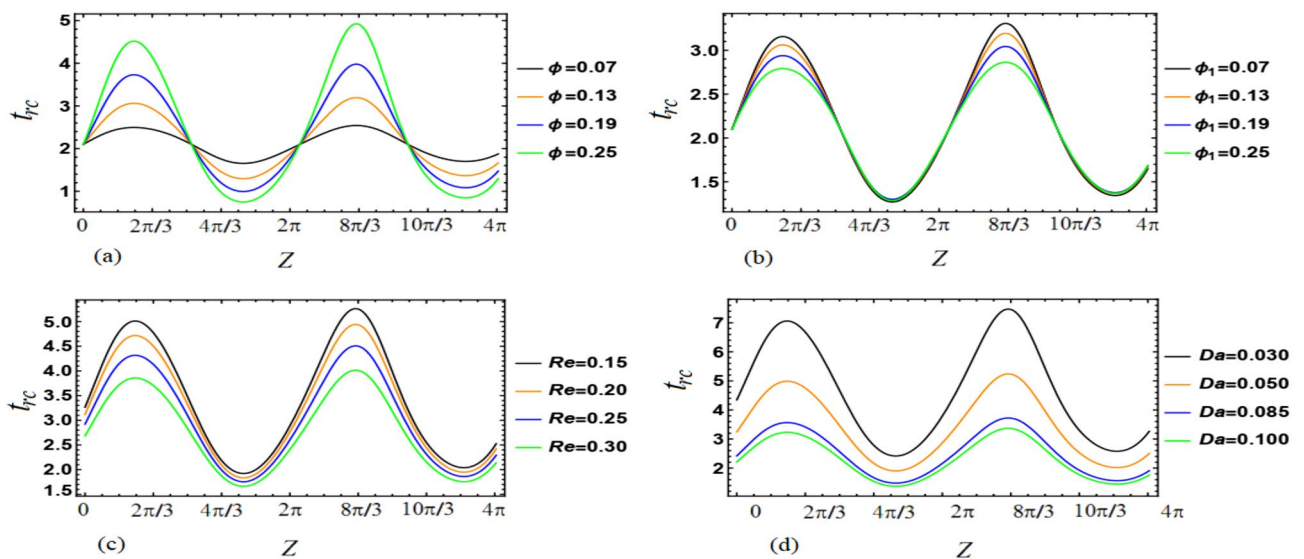 5
4
3
2
1
t_rc
0 2π/3 4π/3 2π 8π/3 10π/3 4π
(a) Z
ϕ=0.07
ϕ=0.13
ϕ=0.19
ϕ=0.25
3.0
2.5
2.0
1.5
t_rc
0 2π/3 4π/3 2π 8π/3 10π/3 4π
(b) Z
ϕ₁=0.07
ϕ₁=0.13
ϕ₁=0.19
ϕ₁=0.25
5.0
4.5
4.0
3.5
3.0
2.5
2.0
1.5
t_rc
0 2π/3 4π/3 2π 8π/3 10π/3 4π
(c) Z
Re=0.15
Re=0.20
Re=0.25
Re=0.30
7
6
5
4
3
2
t_rc
0 2π/3 4π/3 2π 8π/3 10π/3 4π
Z (d)
Da=0.030
Da=0.050
Da=0.085
Da=0.100